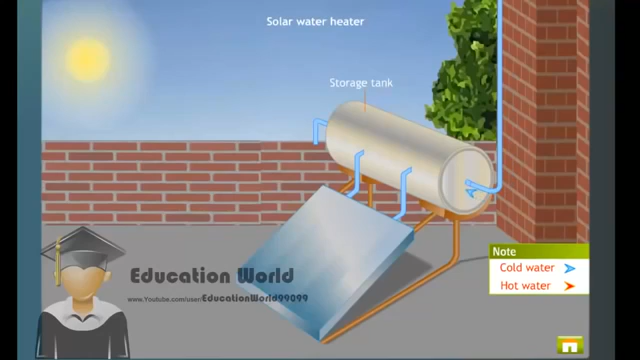 Solar water heater
Storage tank
Note
Cold water
Hot water
Education World
www.Youtube.com/user/EducationWorld99099